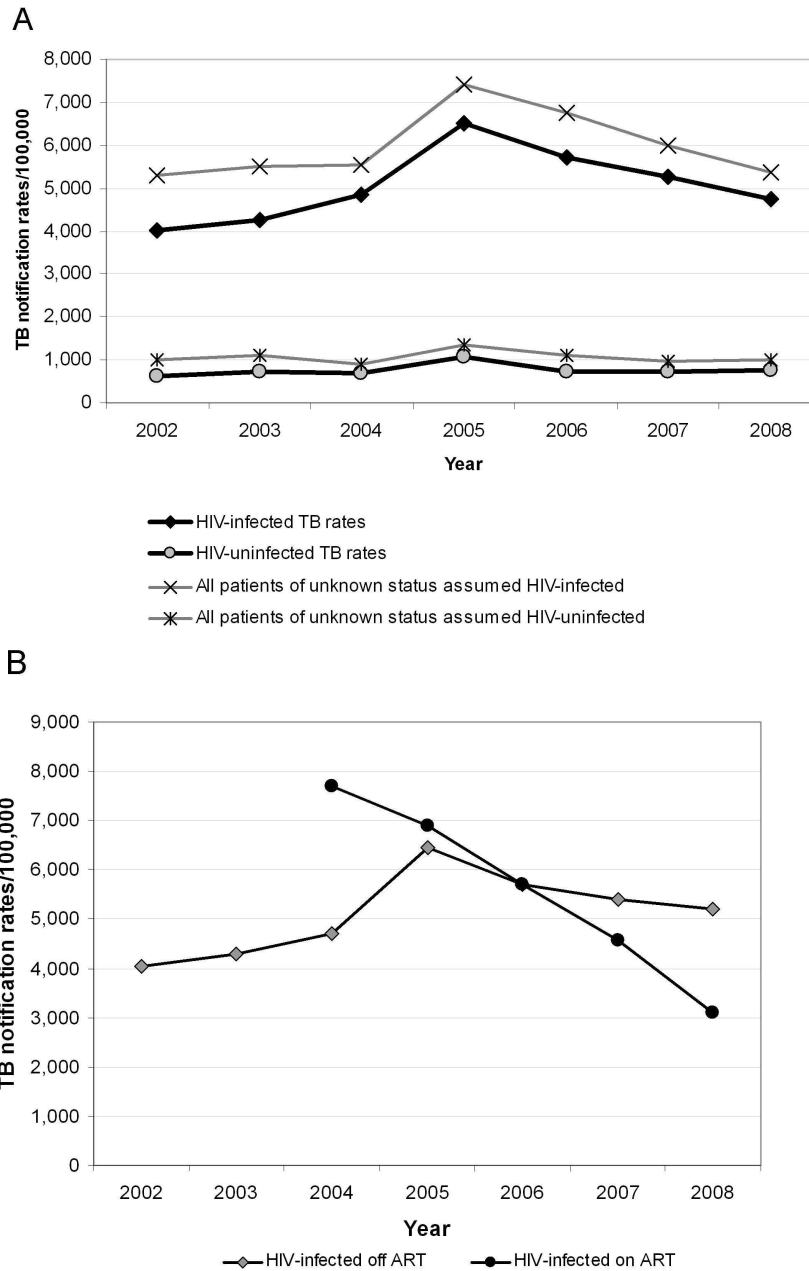 A
8,000
7,000
6,000
5,000
4,000
3,000
2,000
1,000
0
TB notification rates/100,000
2002 2003 2004 2005 2006 2007 2008
Year
HIV-infected TB rates
HIV-uninfected TB rates
All patients of unknown status assumed HIV-infected
All patients of unknown status assumed HIV-uninfected
B
9,000
8,000
7,000
6,000
5,000
4,000
3,000
2,000
1,000
0
TB notification rates/100,000
2002 2003 2004 2005 2006 2007 2008
Year
HIV-infected off ART HIV-infected on ART